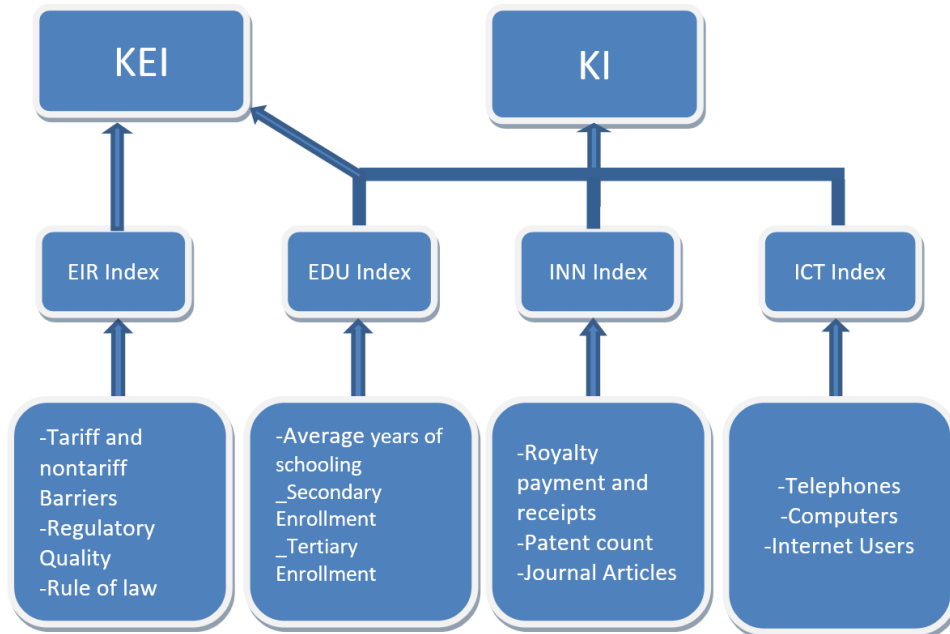 KEI
KI
EIR Index
EDU Index
INN Index
ICT Index
-Tariff and
nontariff
Barriers
-Regulatory
Quality
-Rule of law
-Average years of
schooling
_Secondary
Enrollment
_Tertiary
Enrollment
-Royalty
payment and
receipts
-Patent count
-Journal Articles
-Telephones
-Computers
-Internet Users